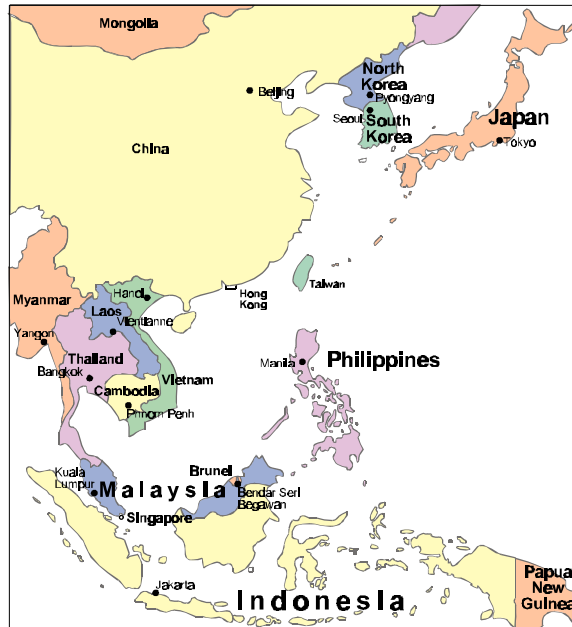 Mongolia
North
Korea
Beijing
Pyongyang
Seoul
South
Korea
Japan
Tokyo
China
Taiwan
Hanoi
Hong
Kong
Myanmar
Laos
Vientianne
Yangon
Thailand
Bangkok
Manila
Philippines
Vietnam
Cambodia
Phnom Penh
Kuala
Lumpur
Malaysia
Brunei
Bendar Seri
Begawan
Singapore
Jakarta
Indonesia
Papua
New
Guinea